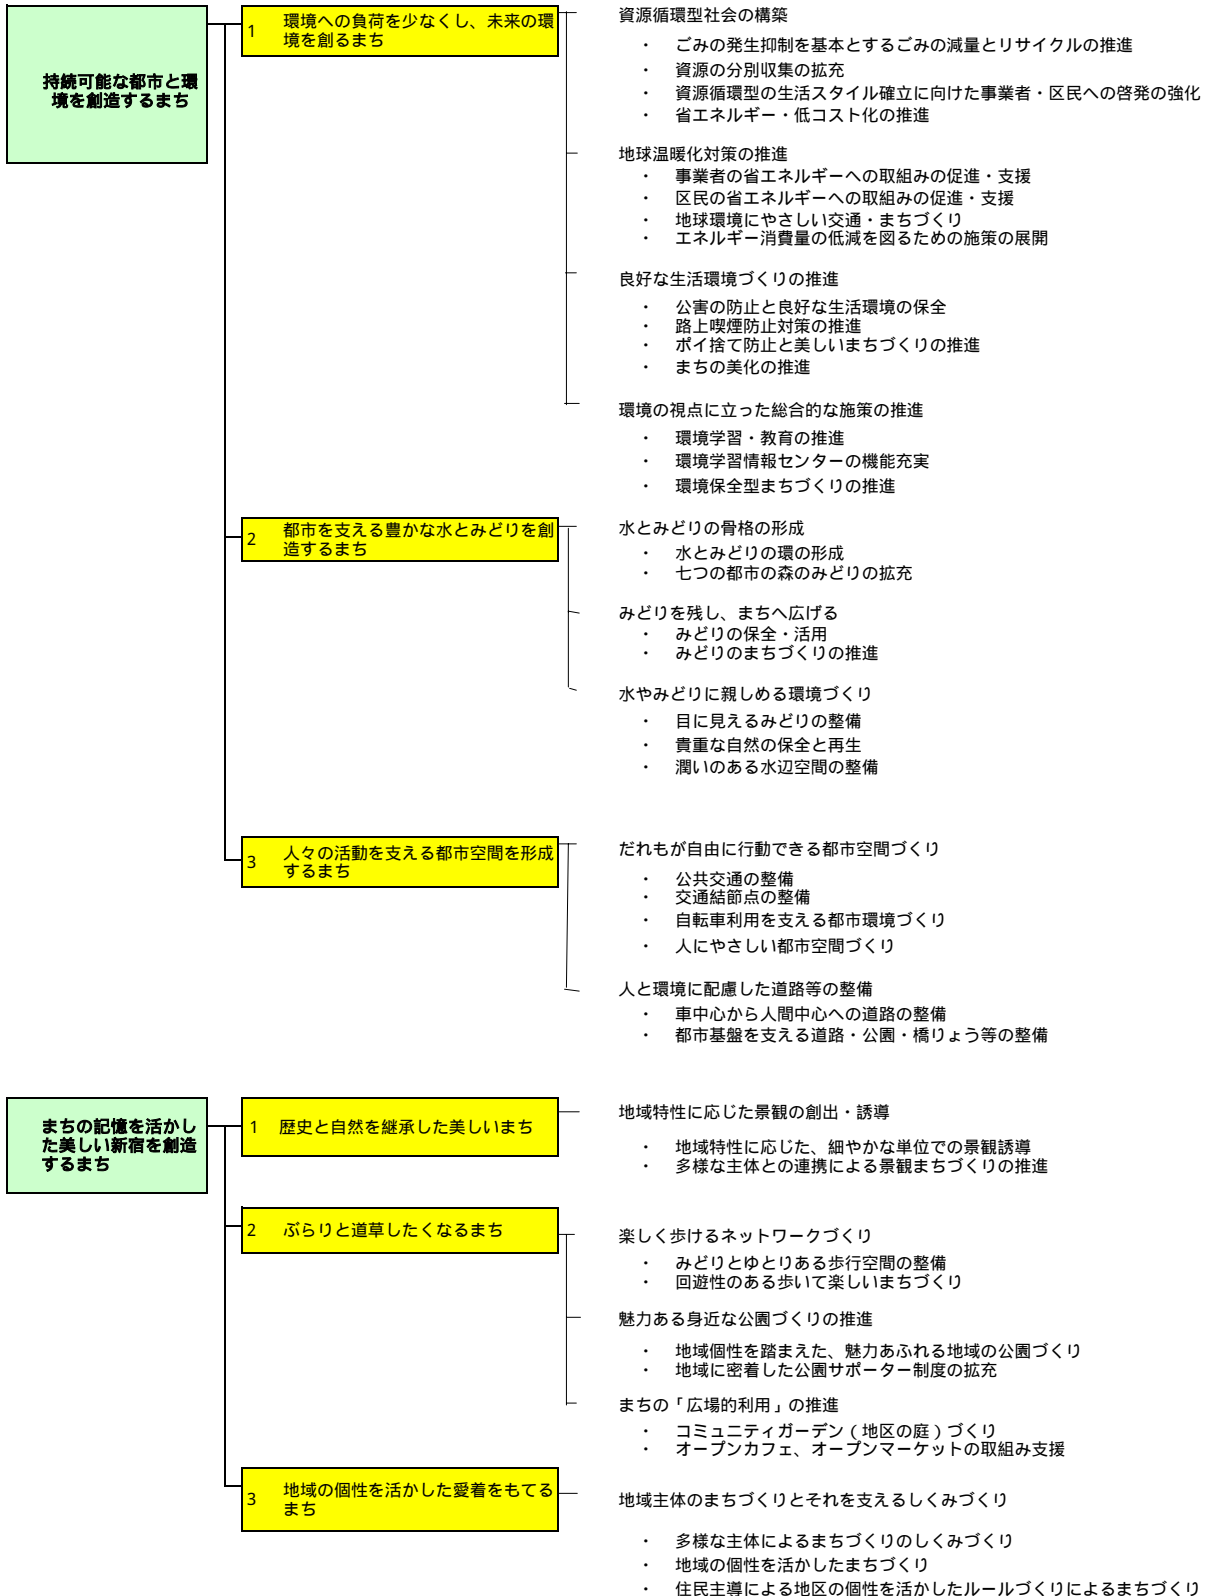 持続可能な都市と環
境を創造するまち
1 環境への負荷を少なくし、未来の環
境を創るまち
資源循環型社会の構築
・ ごみの発生抑制を基本とするごみの減量とリサイクルの推進
・ 資源の分別収集の拡充
・ 資源循環型の生活スタイル確立に向けた事業者・区民への啓発の強化
・ 省エネルギー・低コスト化の推進
地球温暖化対策の推進
・ 事業者の省エネルギーへの取組みの促進・支援
・ 区民の省エネルギーへの取組みの促進・支援
・ 地球環境にやさしい交通・まちづくり
・ エネルギー消費量の低減を図るための施策の展開
良好な生活環境づくりの推進
・ 公害の防止と良好な生活環境の保全
・ 路上喫煙防止対策の推進
・ ポイ捨て防止と美しいまちづくりの推進
・ まちの美化の推進
環境の視点に立った総合的な施策の推進
・ 環境学習・教育の推進
・ 環境学習情報センターの機能充実
・ 環境保全型まちづくりの推進
2 都市を支える豊かな水とみどりを創
造するまち
水とみどりの骨格の形成
・ 水とみどりの環の形成
・ 七つの都市の森のみどりの拡充
みどりを残し、まちへ広げる
・ みどりの保全・活用
・ みどりのまちづくりの推進
水やみどりに親しめる環境づくり
・ 目に見えるみどりの整備
・ 貴重な自然の保全と再生
・ 潤いのある水辺空間の整備
3 人々の活動を支える都市空間を形成
するまち
だれもが自由に行動できる都市空間づくり
・ 公共交通の整備
・ 交通結節点の整備
・ 自転車利用を支える都市環境づくり
・ 人にやさしい都市空間づくり
人と環境に配慮した道路等の整備
・ 車中心から人間中心への道路の整備
・ 都市基盤を支える道路・公園・橋りょう等の整備
まちの記憶を活かし
た美しい新宿を創造
するまち
1 歴史と自然を継承した美しいまち
地域特性に応じた景観の創出・誘導
・ 地域特性に応じた、細やかな単位での景観誘導
・ 多様な主体との連携による景観まちづくりの推進
2 ぶらりと道草したくなるまち
楽しく歩けるネットワークづくり
・ みどりとゆとりある歩行空間の整備
・ 回遊性のある歩いて楽しいまちづくり
魅力ある身近な公園づくりの推進
・ 地域個性を踏まえた、魅力あふれる地域の公園づくり
・ 地域に密着した公園サポーター制度の拡充
まちの「広場的利用」の推進
・ コミュニティガーデン（地区の庭）づくり
・ オープンカフェ、オープンマーケットの取組み支援
3 地域の個性を活かした愛着をもてる
まち
地域主体のまちづくりとそれを支えるしくみづくり
・ 多様な主体によるまちづくりのしくみづくり
・ 地域の個性を活かしたまちづくり
・ 住民主導による地区の個性を活かしたルールづくりによるまちづくり